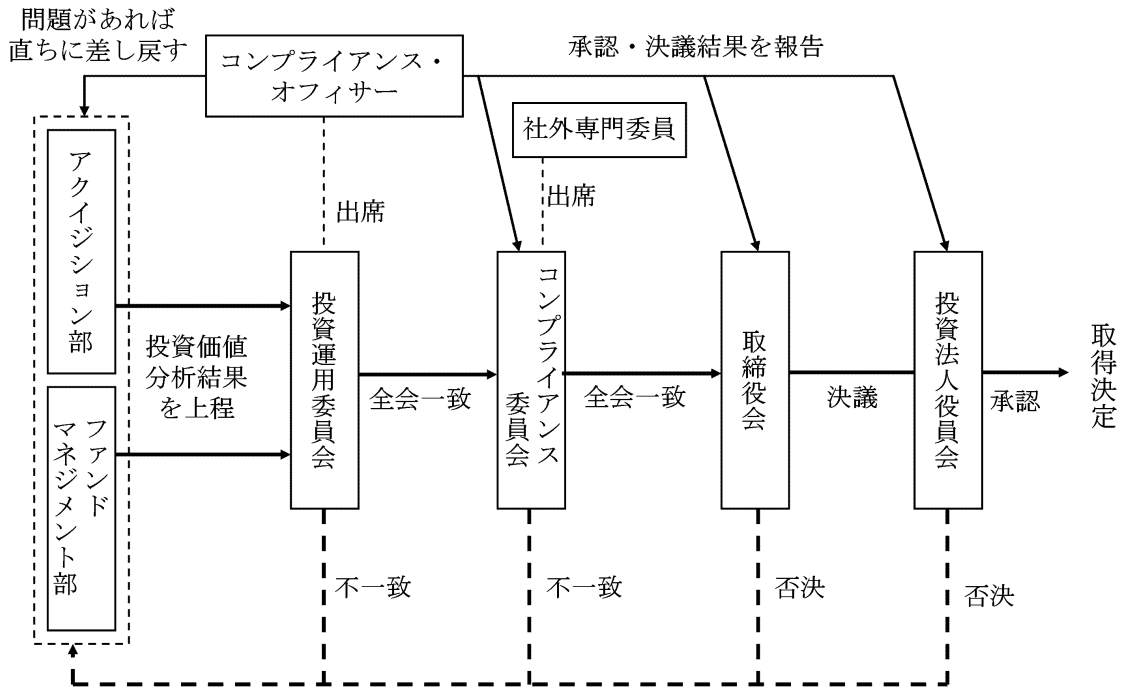 問題があれば
直ちに差し戻す
コンプライアンス・
オフィサー
承認・決議結果を報告
社外専門委員
出席
出席
アクイジション部
ファンド
マネジメント部
投資価値
分析結果
を上程
投資運用委員会
全会一致
コンプライアンス
委員会
全会一致
取締役会
決議
投資法人役員会
承認
取得決定
不一致
不一致
否決
否決